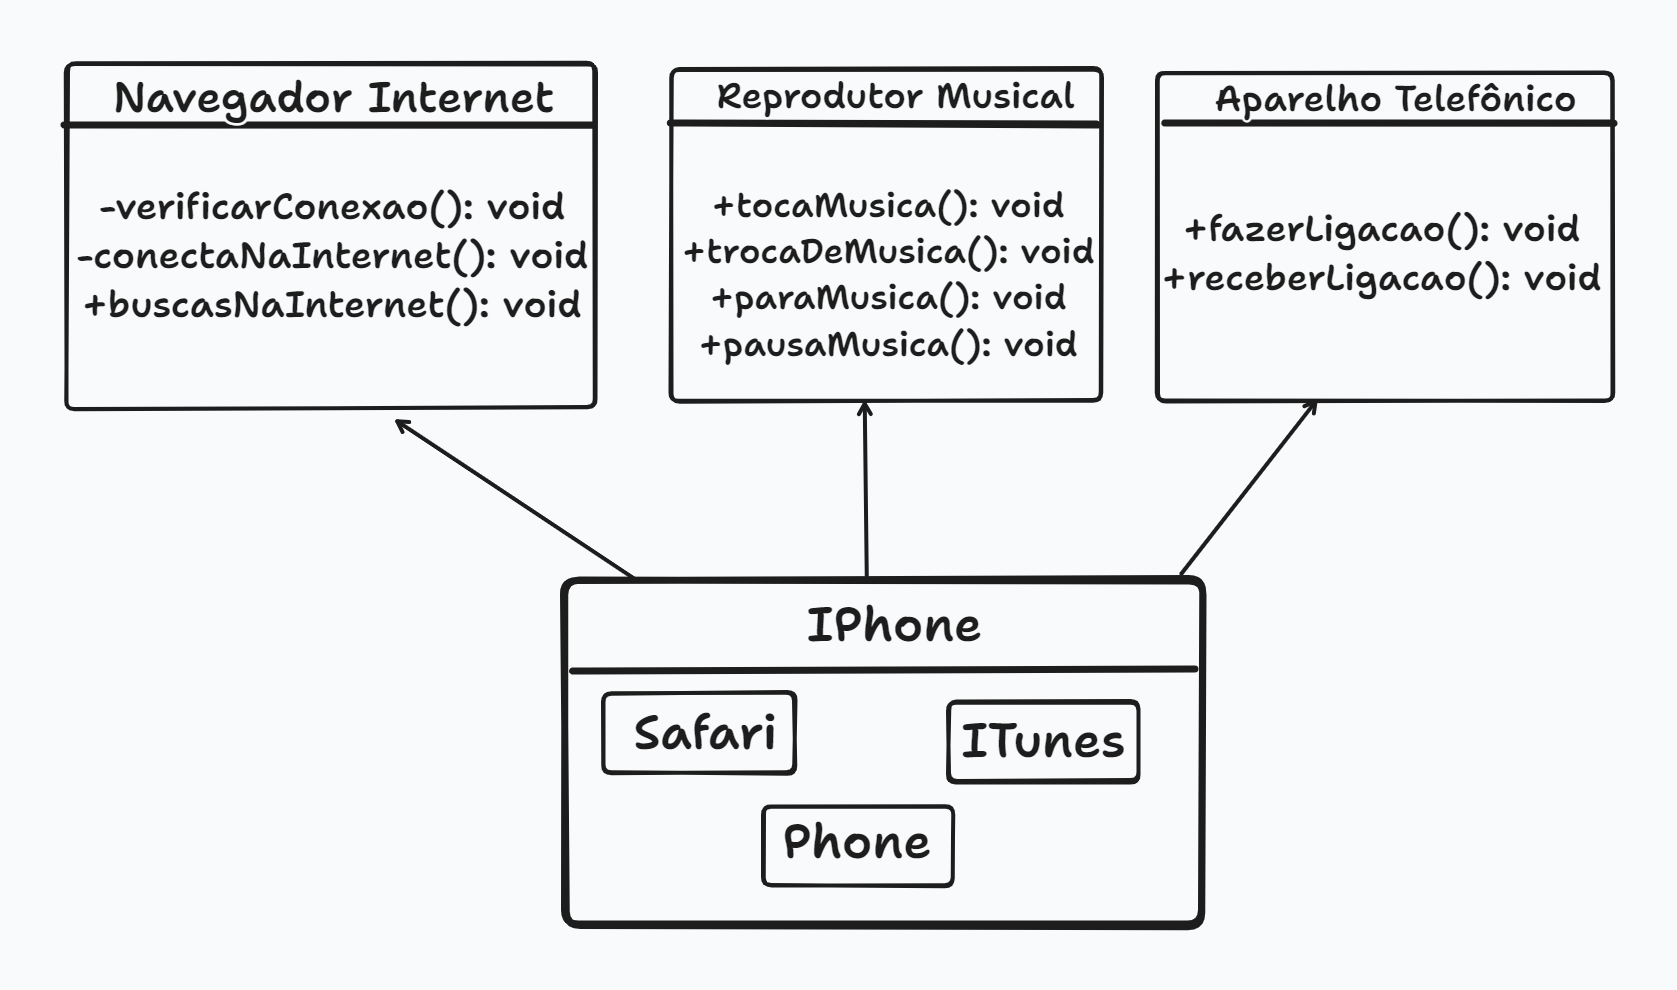 Navegador Internet
-verificarConexao(): void
-conectaNaInternet(): void
+buscasNaInternet(): void
Reprodutor Musical
+tocaMusica(): void
+trocaDeMusica(): void
+paraMusica(): void
+pausaMusica(): void
Aparelho Telefônico
+fazerLigacao(): void
+receberLigacao(): void
IPhone
Safari
ITunes
Phone